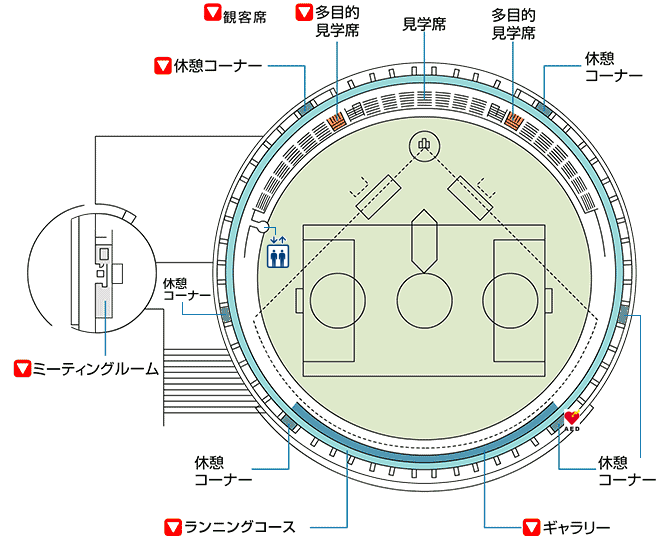 観客席
多目的
見学席
見学席
多目的
見学席
休憩コーナー
休憩
コーナー
休憩
コーナー
ミーティングルーム
休憩
コーナー
AED
休憩
コーナー
ランニングコース
ギャラリー